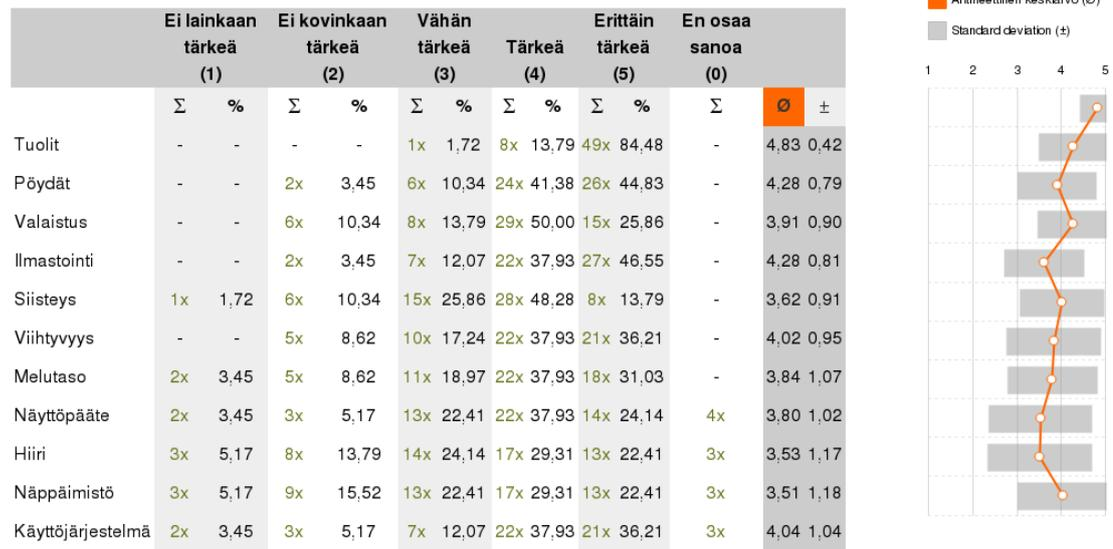 Aritmeettinen keskiarvo (Ø)
Standard deviation (±)
Ei lainkaan tärkeä (1) Ei kovinkaan tärkeä (2) Vähän tärkeä (3) Tärkeä (4) Erittäin tärkeä (5) En osaa sanoa (0)
1 2 3 4 5
Σ % Σ % Σ % Σ % Σ % Σ Ø ±
Tuolit - - - - 1x 1,72 8x 13,79 49x 84,48 - 4,83 0,42
Pöydät - - 2x 3,45 6x 10,34 24x 41,38 26x 44,83 - 4,28 0,79
Valaistus - - 6x 10,34 8x 13,79 29x 50,00 15x 25,86 - 3,91 0,90
Ilmastointi - - 2x 3,45 7x 12,07 22x 37,93 27x 46,55 - 4,28 0,81
Siisteys 1x 1,72 6x 10,34 15x 25,86 28x 48,28 8x 13,79 - 3,62 0,91
Viihtyvyys - - 5x 8,62 10x 17,24 22x 37,93 21x 36,21 - 4,02 0,95
Melutaso 2x 3,45 5x 8,62 11x 18,97 22x 37,93 18x 31,03 - 3,84 1,07
Näyttöpääte 2x 3,45 3x 5,17 13x 22,41 22x 37,93 14x 24,14 4x 3,80 1,02
Hiiri 3x 5,17 8x 13,79 14x 24,14 17x 29,31 13x 22,41 3x 3,53 1,17
Näppäimistö 3x 5,17 9x 15,52 13x 22,41 17x 29,31 13x 22,41 3x 3,51 1,18
Käyttöjärjestelmä 2x 3,45 3x 5,17 7x 12,07 22x 37,93 21x 36,21 3x 4,04 1,04